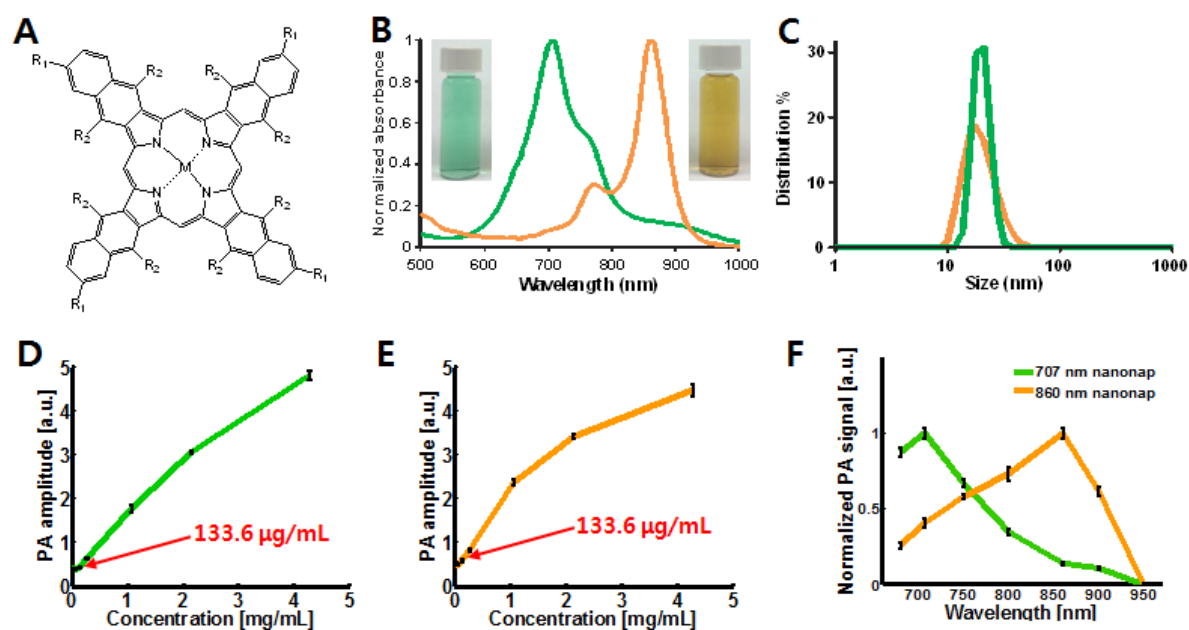 A
R1
R1
R2
R2
R2
R2
N
N
M
N
N
R2
R2
R2
R2
R1
R1
B
Normalized absorbance
1
0.8
0.6
0.4
0.2
0
500
600
700
800
900
1000
Wavelength (nm)
C
Distribution %
30
20
10
0
1
10
100
1000
Size (nm)
D
PA amplitude [a.u.]
5
4
3
2
1
0
133.6 µg/mL
0
1
2
3
4
5
Concentration [mg/mL]
E
PA amplitude [a.u.]
5
4
3
2
1
0
133.6 µg/mL
0
1
2
3
4
5
Concentration [mg/mL]
F
Normalized PA signal [a.u.]
707 nm nanonap
860 nm nanonap
1
0.5
0
700
750
800
850
900
950
Wavelength [nm]